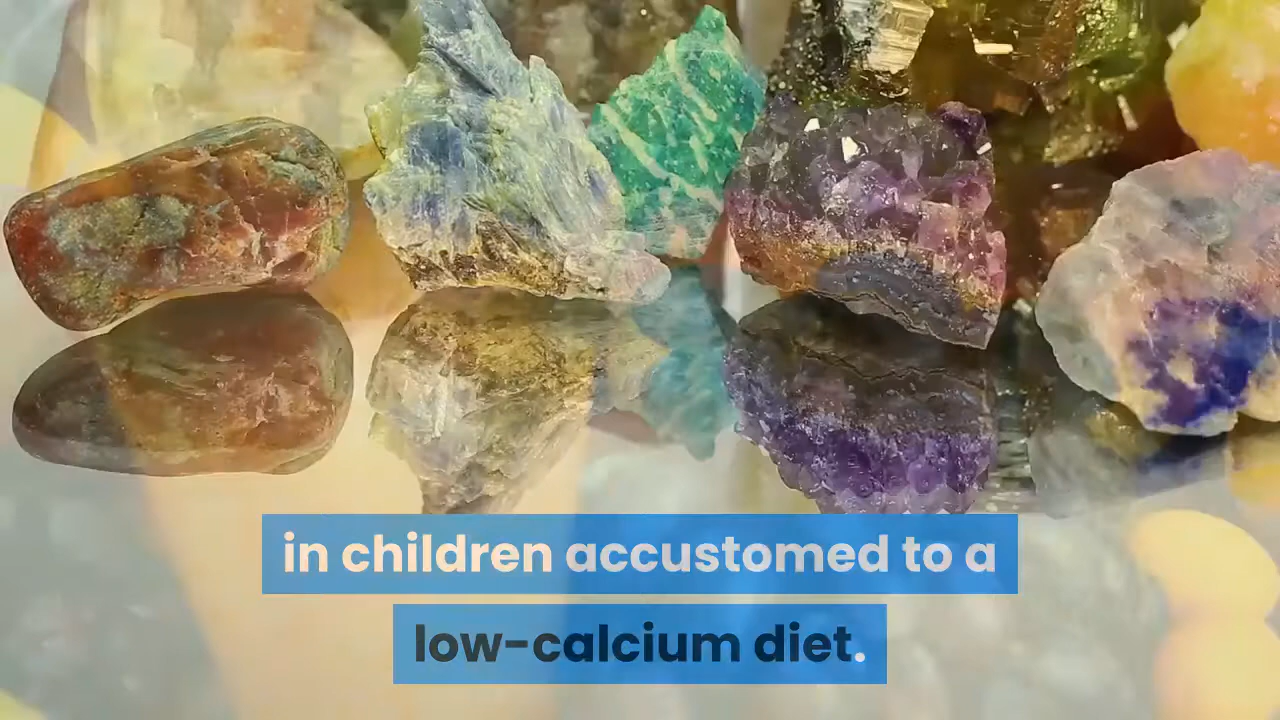 in children accustomed to a
low-calcium diet.